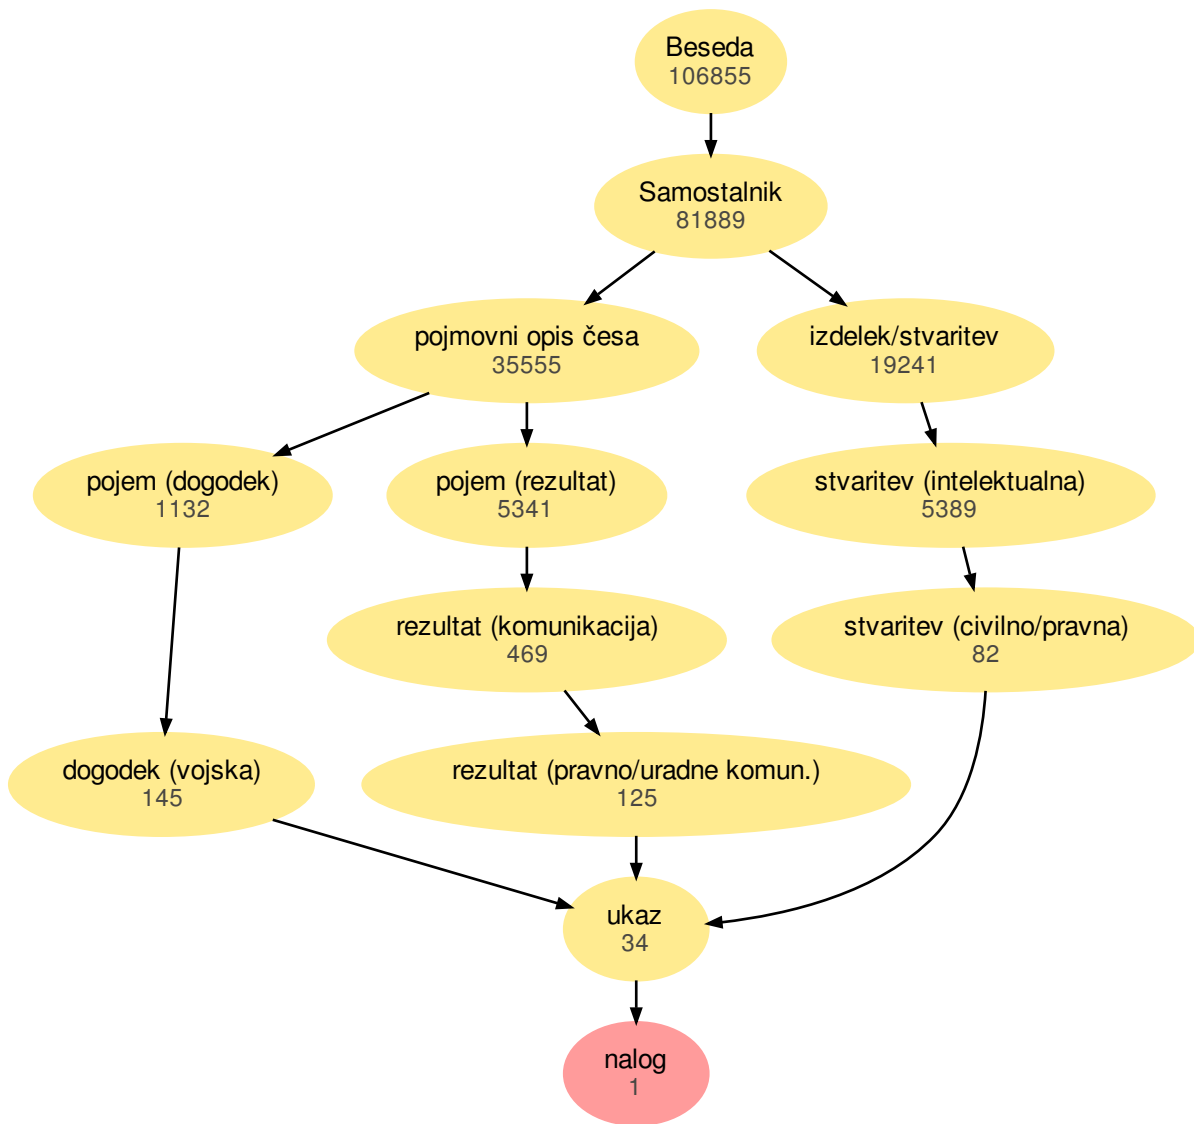 Beseda
106855
Samostalnik
81889
pojmovni opis česa
35555
izdelek/stvaritev
19241
pojem (dogodek)
1132
pojem (rezultat)
5341
stvaritev (intelektualna)
5389
rezultat (komunikacija)
469
stvaritev (civilno/pravna)
82
dogodek (vojska)
145
rezultat (pravno/uradne komun.)
125
ukaz
34
nalog
1